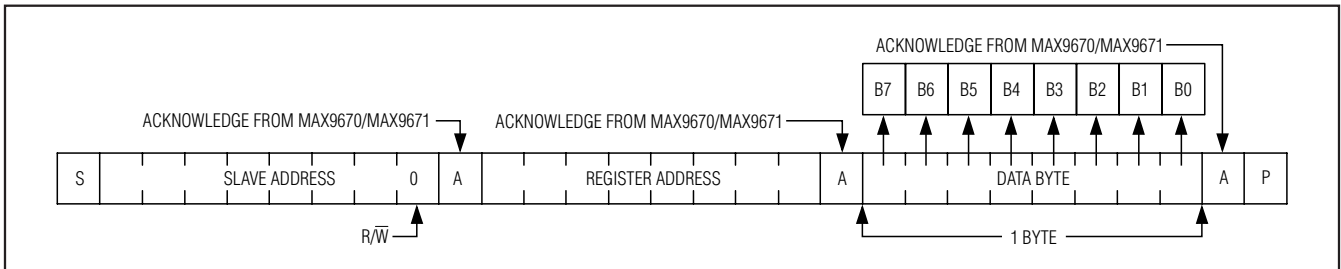 ACKNOWLEDGE FROM MAX9670/MAX9671
B7 B6 B5 B4 B3 B2 B1 B0
ACKNOWLEDGE FROM MAX9670/MAX9671 ACKNOWLEDGE FROM MAX9670/MAX9671
S SLAVE ADDRESS 0 A REGISTER ADDRESS A DATA BYTE A P
R/W̅ 1 BYTE